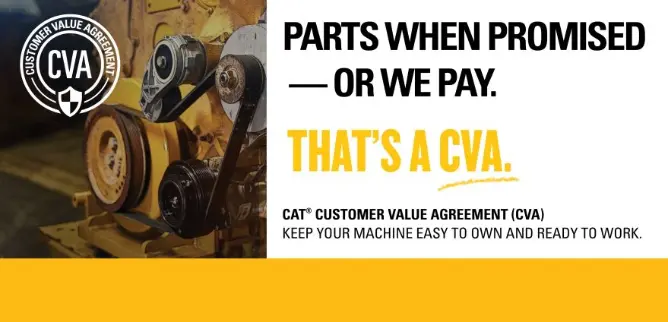 CUSTOMER VALUE AGREEMENT
CVA
PARTS WHEN PROMISED
— OR WE PAY.
THAT'S A CVA.
CAT® CUSTOMER VALUE AGREEMENT (CVA)
KEEP YOUR MACHINE EASY TO OWN AND READY TO WORK.